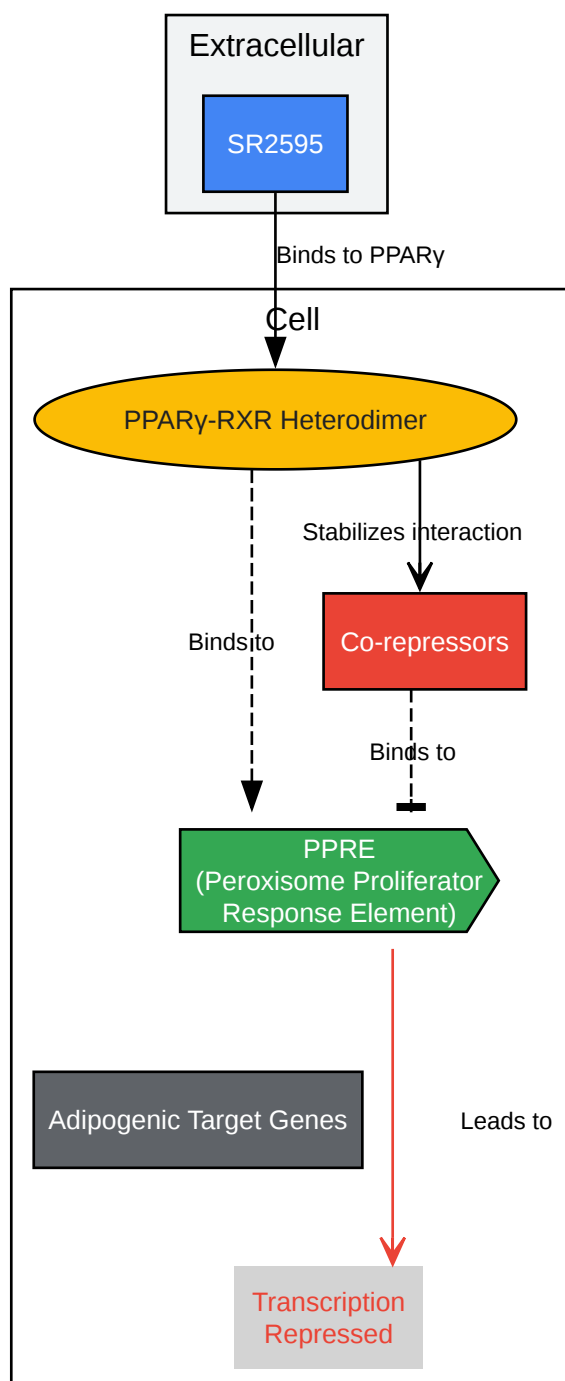 Extracellular
SR2595
Binds to PPARγ
Cell
PPARγ-RXR Heterodimer
Stabilizes interaction
Binds to
Co-repressors
Binds to
PPRE
(Peroxisome Proliferator
Response Element)
Adipogenic Target Genes
Leads to
Transcription
Repressed